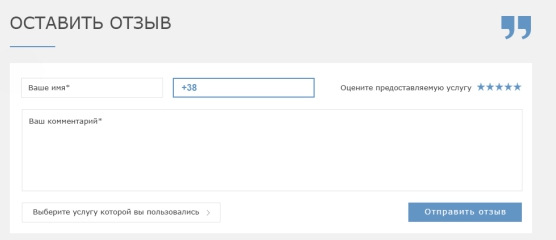 ОСТАВИТЬ ОТЗЫВ
Ваше имя*
+38
Оцените предоставляемую услугу
Ваш комментарий*
Выберите услугу которой вы пользовались
Отправить отзыв